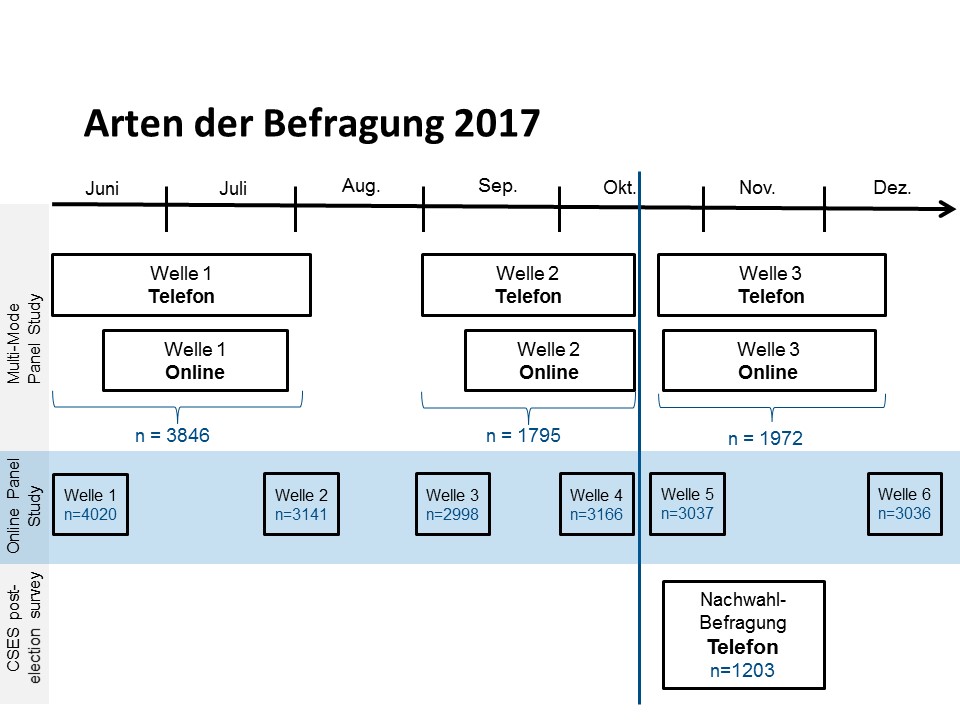 Arten der Befragung 2017
Juni Juli Aug. Sep. Okt. Nov. Dez.
Multi-Mode
Panel Study
Welle 1
Telefon
Welle 2
Telefon
Welle 3
Telefon
Welle 1
Online
Welle 2
Online
Welle 3
Online
n = 3846
n = 1795
n = 1972
Online Panel
Study
Welle 1
n=4020
Welle 2
n=3141
Welle 3
n=2998
Welle 4
n=3166
Welle 5
n=3037
Welle 6
n=3036
CSES post-
election survey
Nachwahl-
Befragung
Telefon
n=1203